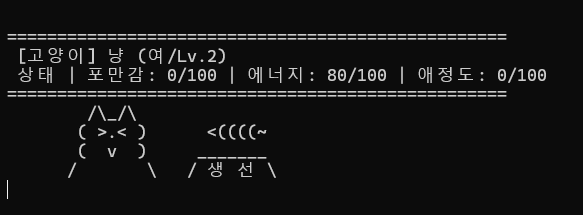 ==================================================
[고양이] 냥 (여/Lv.2)
상태 | 포만감: 0/100 | 에너지: 80/100 | 애정도: 0/100
==================================================
        /\_/\
       ( >.< )      <((((~
       (  v  )     _______
      /       \   / 생 선 \